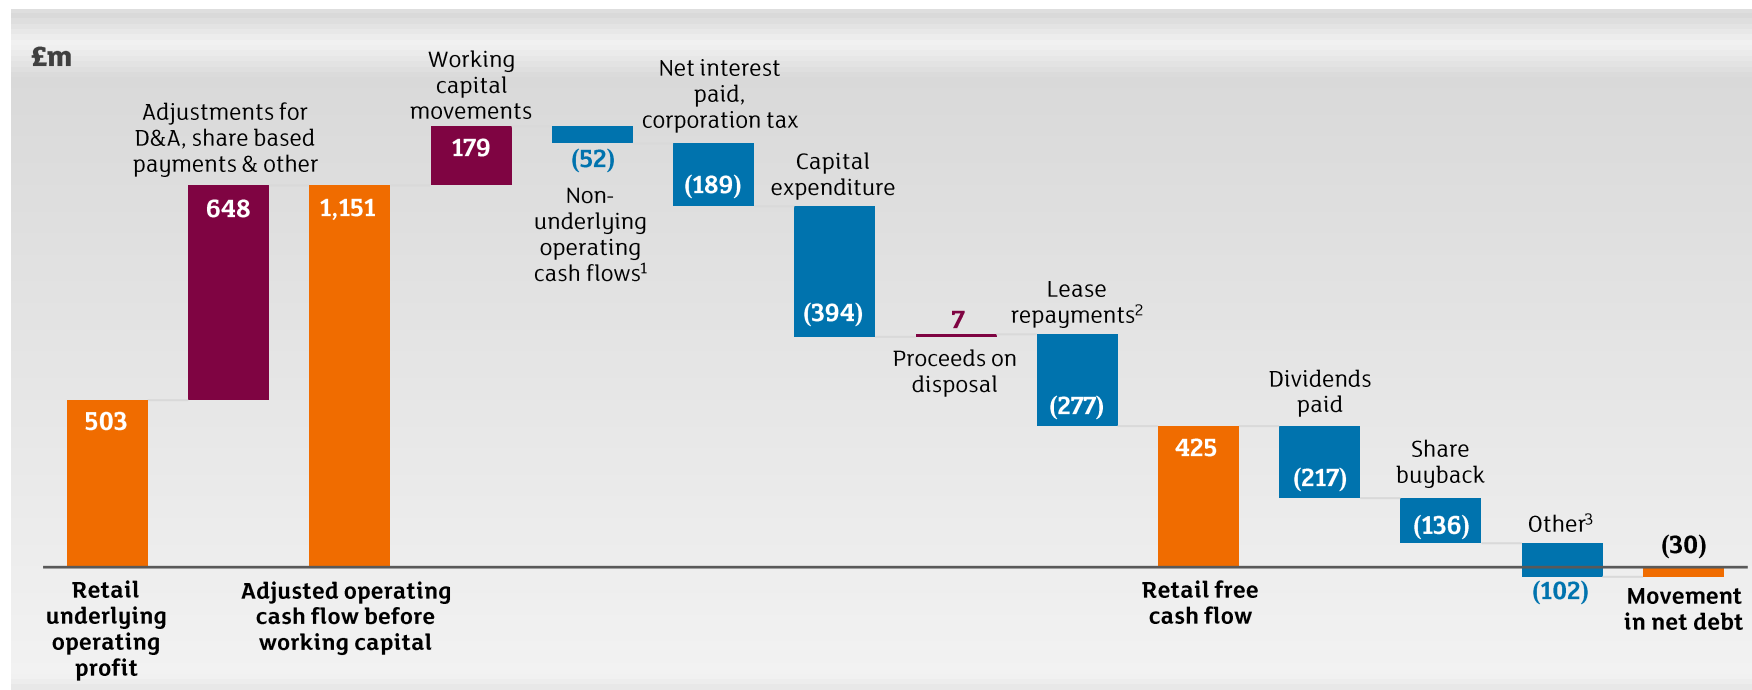 £m
Retail
underlying
operating
profit
503
Adjustments for
D&A, share based
payments & other
648
1,151
Adjusted operating
cash flow before
working capital
Working
capital
movements
179
(52)
Non-
underlying
operating
cash flows1
Net interest
paid,
corporation tax
(189)
Capital
expenditure
(394)
7
Proceeds on
disposal
Lease
repayments2
(277)
425
Retail free
cash flow
Dividends
paid
(217)
Share
buyback
(136)
Other3
(102)
(30)
Movement
in net debt